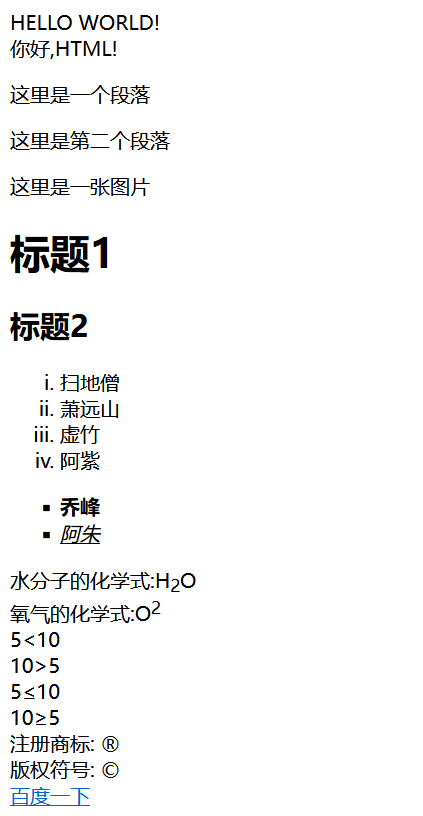 HELLO WORLD!
你好,HTML!
这里是一个段落
这里是第二个段落
这里是一张图片
标题1
标题2
i. 扫地僧
ii. 萧远山
iii. 虚竹
iv. 阿紫
▪ 乔峰
▪ 阿朱
水分子的化学式:H₂O
氧气的化学式:O²
5<10
10>5
5≤10
10≥5
注册商标: ®
版权符号: ©
百度一下